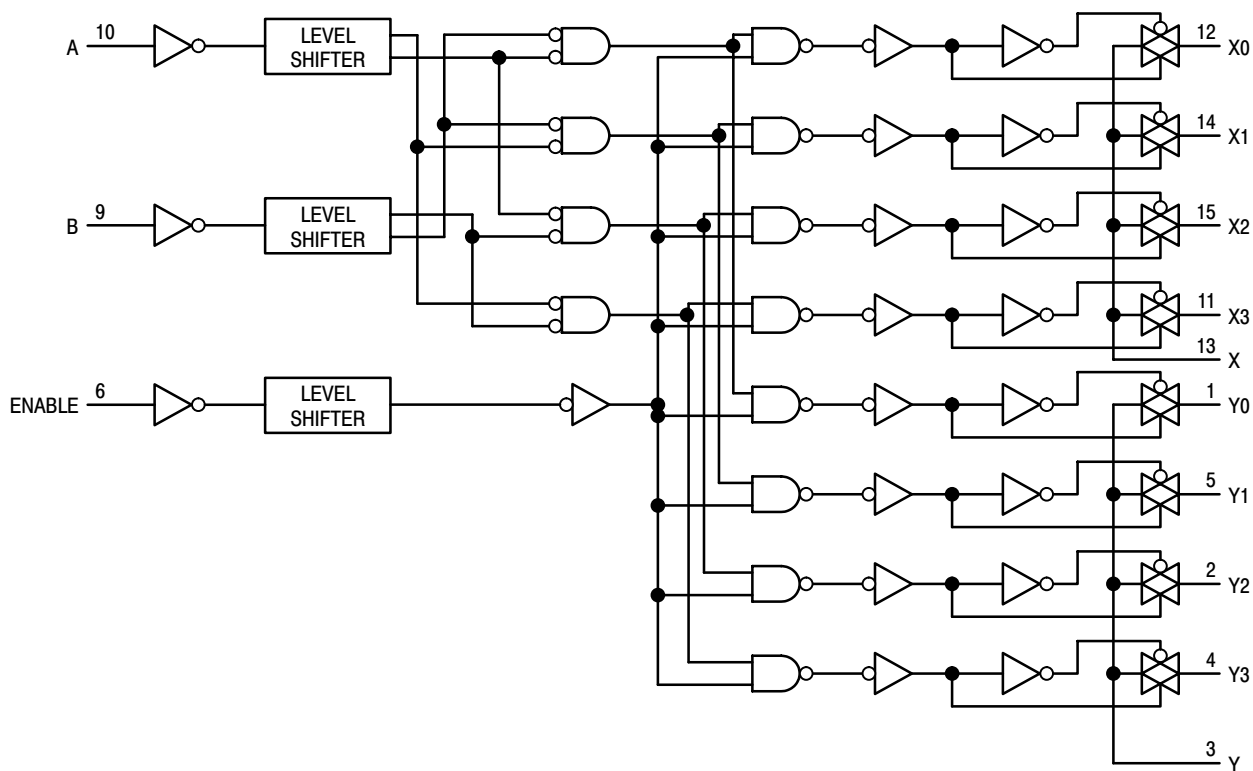 A 10 LEVEL SHIFTER 12 X0
14 X1
B 9 LEVEL SHIFTER 15 X2
11 X3
13 X
ENABLE 6 LEVEL SHIFTER 1 Y0
5 Y1
2 Y2
4 Y3
3 Y